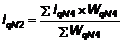 I_qN2 = Σ I_qN4 × W_qN4
Σ W_qN4